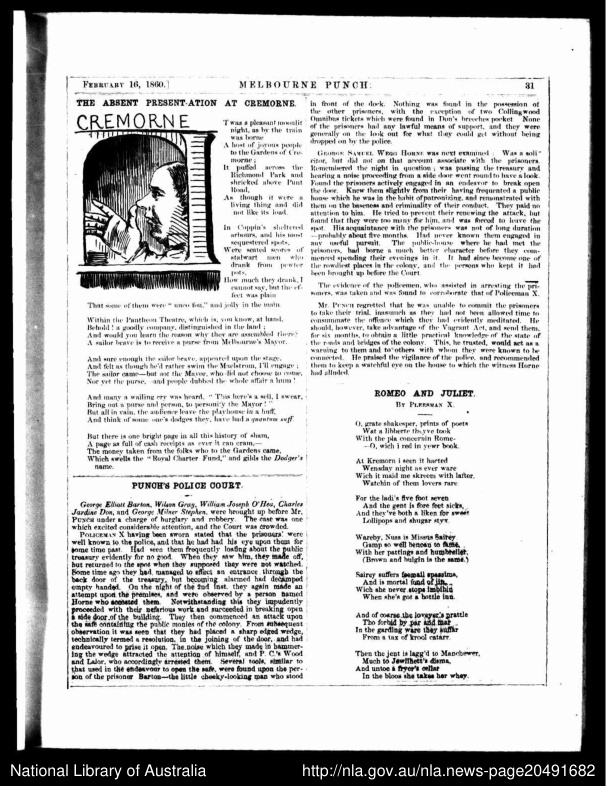 FEBRUARY 16, 1860.]
MELBOURNE PUNCH.
31
THE ABSENT PRESENT-ATION AT CREMORNE.
CREMORNE
'Twas a pleasant moonlit
night, as by the train
was borne
A host of joyous people
to the Gardens of Cre-
morne;
It puffed across the
Richmond Park and
shrieked above Punt
Road,
As though it were a
living thing and did
not like its load.
In Coppin's sheltered
arbours, and his most
sequestered spots,
Were seated scores of
stalwart men who
drank from pewter
pots,
How much they drank, I
cannot say, but the ef-
fect was plain
That some of them were "unco fou," and jolly in the main.
Within the Pantheon Theatre, which is, you know, at hand,
Behold! a goodly company, distinguished in the land;
And would you learn the reason why they are assembled there?
A sailor brave is to receive a purse from Melbourne's Mayor.
And sure enough the sailor brave, appeared upon the stage,
And felt as though he'd rather swim the Maelstrom, I'll engage;
The sailor came—but not the Mayor, who did not choose to come,
Nor yet the purse,—and people dubbed the whole affair a hum!
And many a wailing cry was heard, "This here's a sell, I swear,
Bring out a purse and person, to personify the Mayor!"
But all in vain, the audience leave the playhouse in a huff,
And think of some one's dodges they, have had a quantum suff.
But there is one bright page in all this history of sham,
A page as full of cash receipts as ever it can cram,—
The money taken from the folks who to the Gardens came,
Which swells the "Royal Charter Fund," and gilds the Dodger's
name.
PUNCH'S POLICE COURT.
George Elliott Barton, Wilson Gray, William Joseph O'Hea, Charles
Jardine Don, and George Milner Stephen, were brought up before Mr.
PUNCH under a charge of burglary and robbery. The case was one
which excited considerable attention, and the Court was crowded.
POLICEMAN X having been sworn stated that the prisoners were
well known to the police, and that he had had his eye upon them for
some time past. Had seen them frequently loafing about the public
treasury evidently for no good. When they saw him, they made off,
but returned to the spot when they supposed they were not watched.
Some time ago they had managed to effect an entrance through the
back door of the treasury, but becoming alarmed had decamped
empty handed. On the night of the 2nd inst. they again made an
attempt upon the premises, and were observed by a person named
Horne who accosted them. Notwithstanding this they impudently
proceeded with their nefarious work and succeeded in breaking open
a side door of the building. They then commenced an attack upon
the safe containing the public monies of the colony. From subsequent
observation it was seen that they had placed a sharp edged wedge,
technically termed a resolution, in the joining of the door, and had
endeavoured to prise it open. The noise which they made in hammer-
ing the wedge attracted the attention of himself, and P. C.'s Wood
and Lalor, who accordingly arrested them. Several tools, similar to
that used in the endeavour to open the safe, were found upon the per-
son of the prisoner Barton—the little cheeky-looking man who stood
in front of the dock. Nothing was found in the possession of
the other prisoners, with the exception of two Collingwood
Omnibus tickets which were found in Don's breeches pocket. None
of the prisoners had any lawful means of support, and they were
generally on the look out for what they could get without being
dropped on by the police.
GEORGE SAMUEL WEGG HORNE was next examined: Was a soli-
citor, but did not on that account associate with the prisoners.
Remembered the night in question; was passing the treasury and
hearing a noise proceeding from a side door went round to have a look.
Found the prisoners actively engaged in an endeavor to break open
the door. Knew them slightly from their having frequented a public
house which he was in the habit of patronizing, and remonstrated with
them on the baseness and criminality of their conduct. They paid no
attention to him. He tried to prevent their renewing the attack, but
found that they were too many for him, and was forced to leave the
spot. His acquaintance with the prisoners was not of long duration
—probably about five months. Had never known them engaged in
any useful pursuit. The public-house where he had met the
prisoners, had borne a much better character before they com-
menced spending their evenings in it. It had since become one of
the rowdiest places in the colony, and the persons who kept it had
been brought up before the Court.
The evidence of the policemen, who assisted in arresting the pri-
soners, was taken and was found to corroborate that of Policeman X.
Mr. PUNCH regretted that he was unable to commit the prisoners
to take their trial, inasmuch as they had not been allowed time to
consummate the offence which they had evidently meditated. He
should, however, take advantage of the Vagrant Act, and send them,
for six months, to obtain a little practical knowledge of the state of
the roads and bridges of the colony. This, he trusted, would act as a
warning to them and to others with whom they were known to be
connected. He praised the vigilance of the police, and recommended
them to keep a watchful eye on the house to which the witness Horne
had alluded.
ROMEO AND JULIET.
BY PLEESMAN X.
O, grate shakesper, prints of poets
Wat a libberte thayve took
With the pla concernin Rome-
—O, wich i red in yewr book.
At Kremorn i seen it hacted
Wensday night as ever ware
Wich it maid me skreem with lafter,
Watchin of them lovers rare
For the ladi's five foot seven
And the gent is fore feet sicks,
And they've both a liken for sweet
Lollipops and shugar styx.
Wareby, Nuss is Missus Sairey
Gamp so well benoen to fame,
With her pattings and humbreller,
(Brown and bulgin is the same.)
Sairey suffers feemall spassims,
And is mortal fond of jin,
Wich she never stops imbibin
When she's got a bottle inn.
And of coarse the lovayer's prattle
Tho forbid by par and mar
In the garding ware they suffar
From a tax of krool catarr
Then the jent is lagg'd to Manchewer,
Much to Jewilliett's disma,
And untoe a fryer's cellar
In the bloos she takes her whey.
National Library of Australia
http://nla.gov.au/nla.news-page20491682